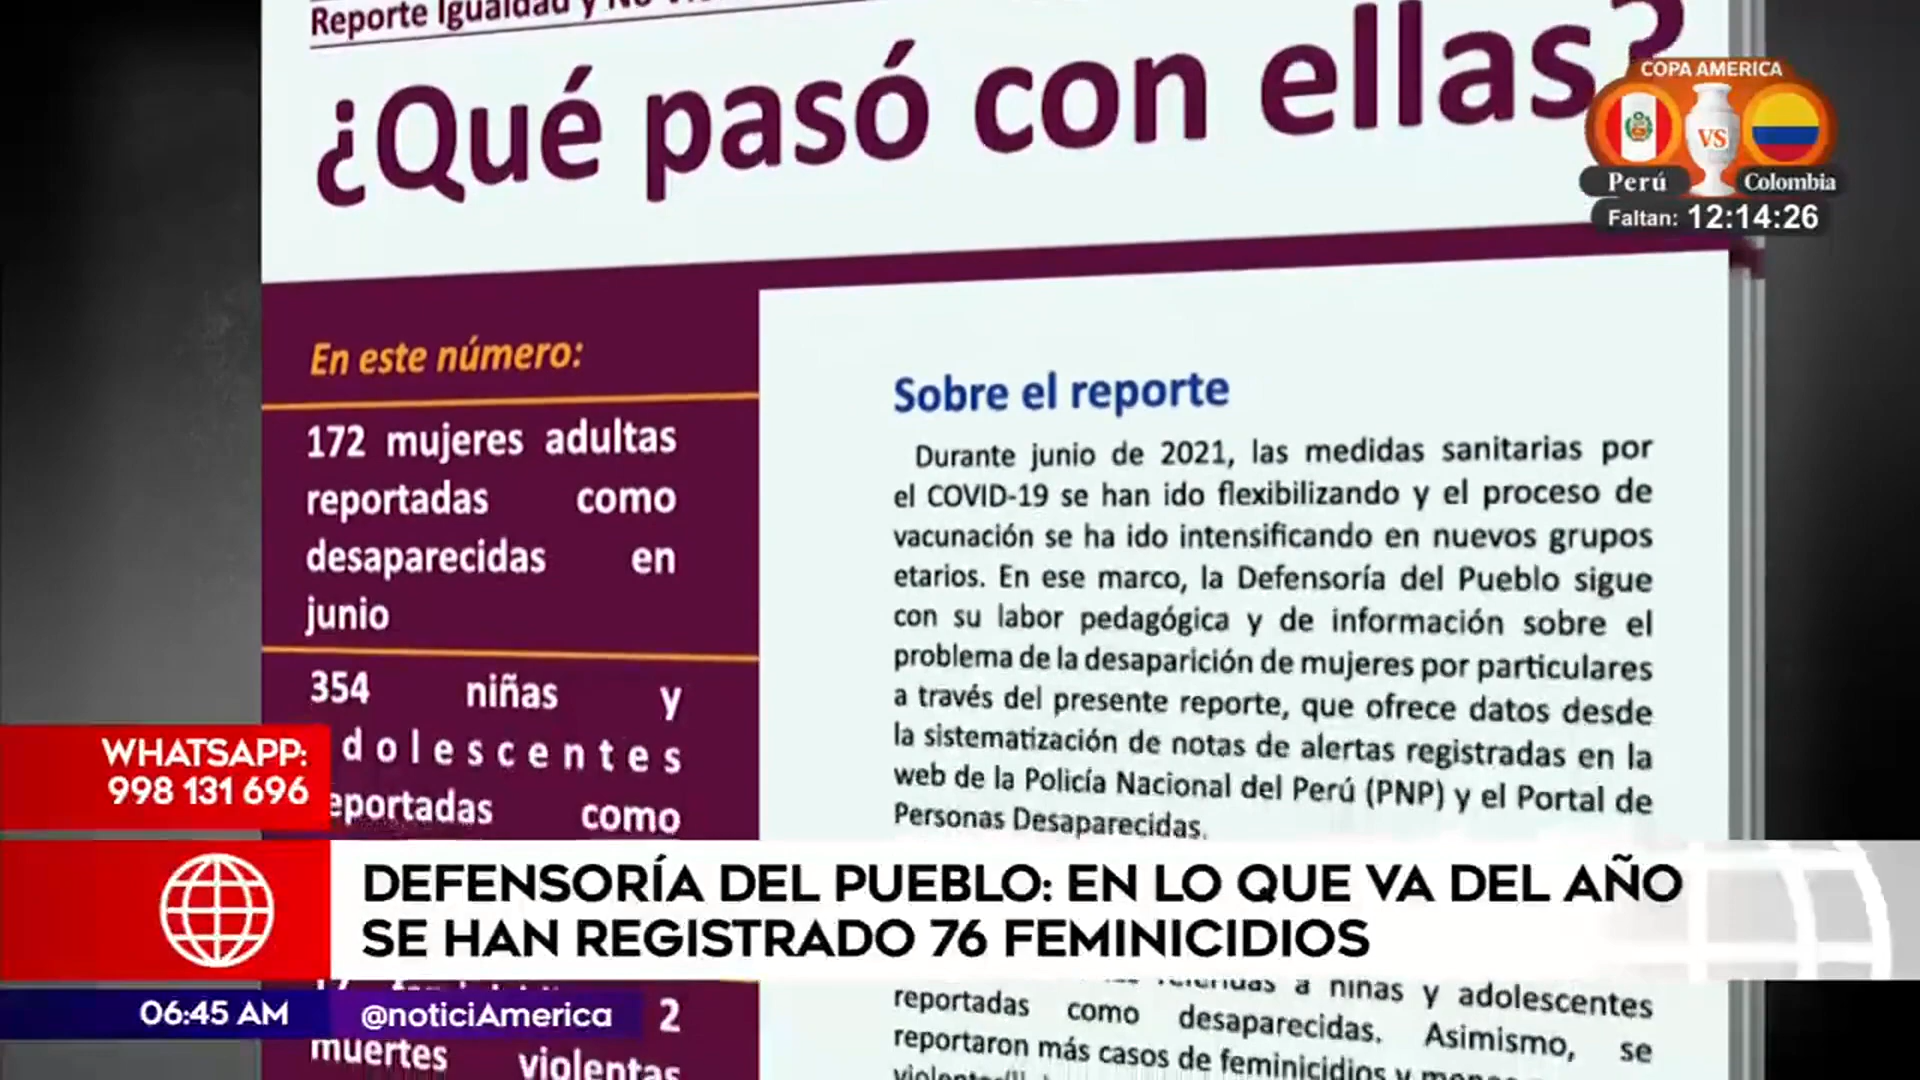 Reporte Igualdad y No
¿Qué pasó con ellas?
COPA AMERICA
VS
Perú
Colombia
Faltan: 12:14:26
En este número:
172 mujeres adultas
reportadas como
desaparecidas en
junio
354 niñas y
dolescentes
eportadas como
Sobre el reporte
Durante junio de 2021, las medidas sanitarias por
el COVID-19 se han ido flexibilizando y el proceso de
vacunación se ha ido intensificando en nuevos grupos
etarios. En ese marco, la Defensoría del Pueblo sigue
con su labor pedagógica y de información sobre el
problema de la desaparición de mujeres por particulares
a través del presente reporte, que ofrece datos desde
la sistematización de notas de alertas registradas en la
web de la Policía Nacional del Perú (PNP) y el Portal de
Personas Desaparecidas.
WHATSAPP:
998 131 696
DEFENSORÍA DEL PUEBLO: EN LO QUE VA DEL AÑO
SE HAN REGISTRADO 76 FEMINICIDIOS
06:45 AM
@noticiAmerica
2
muertes violentas
a niñas y adolescentes
reportadas como desaparecidas. Asimismo, se
reportaron más casos de feminicidios y